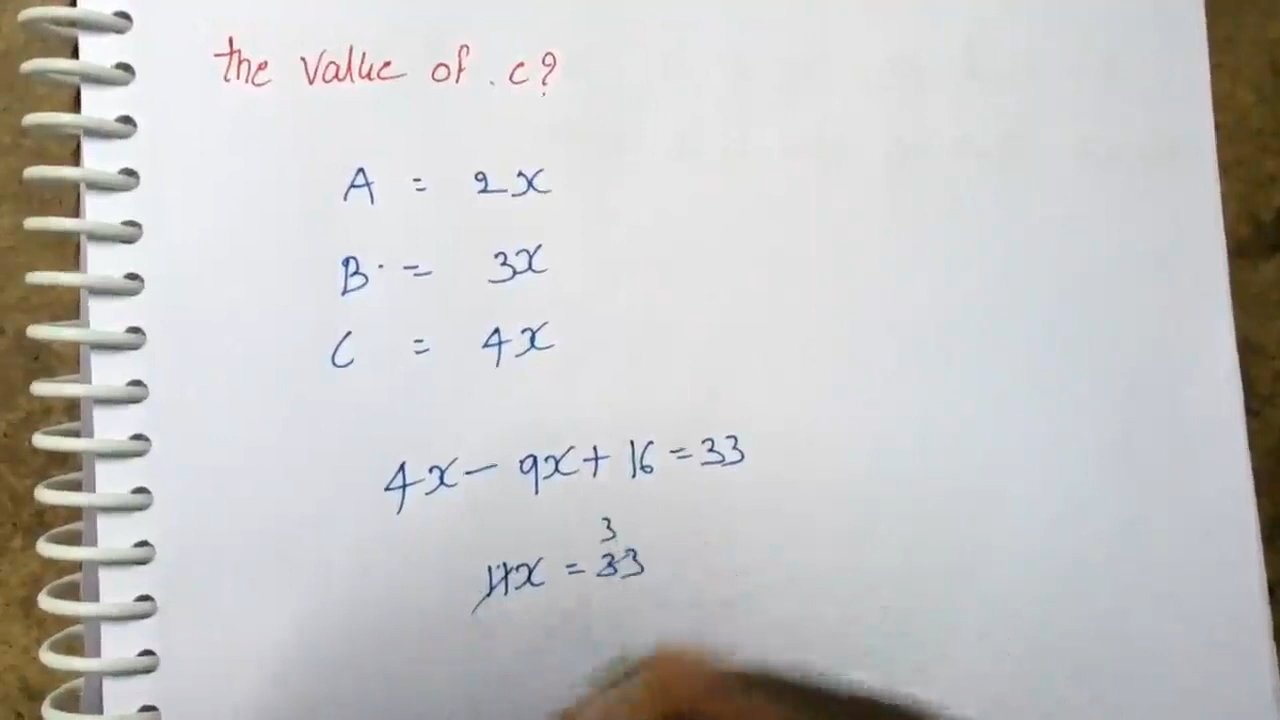 the value of . c?
A = 2x
B = 3x
C = 4x
4x - 9x + 16 = 33
11x = 33
3